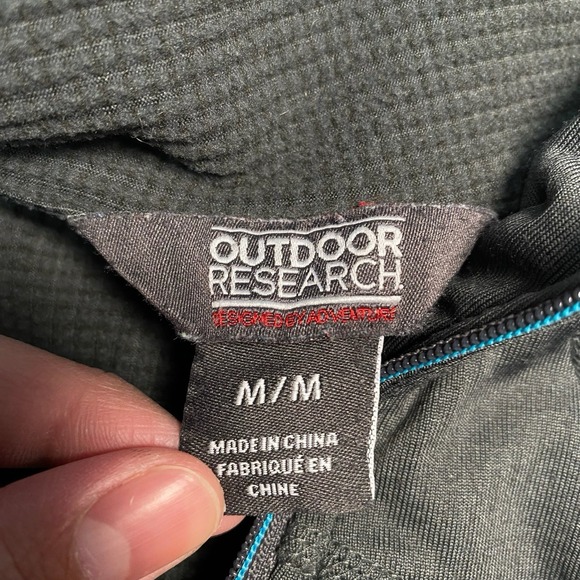 OUTDOOR
RESEARCH
DESIGNED BY ADVENTURE
M/M
MADE IN CHINA
FABRIQUÉ EN
CHINE